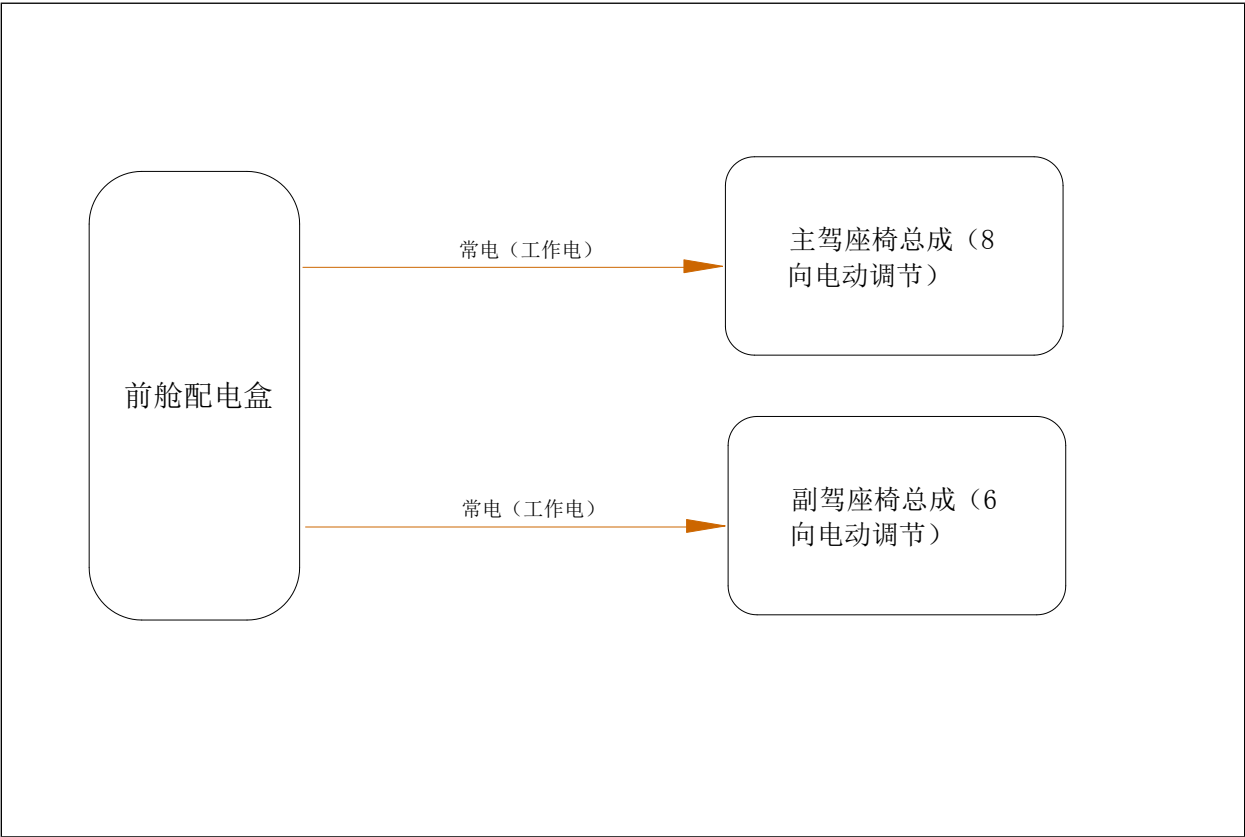 常电（工作电）
主驾座椅总成（8
向电动调节）
前舱配电盒
常电（工作电）
副驾座椅总成（6
向电动调节）